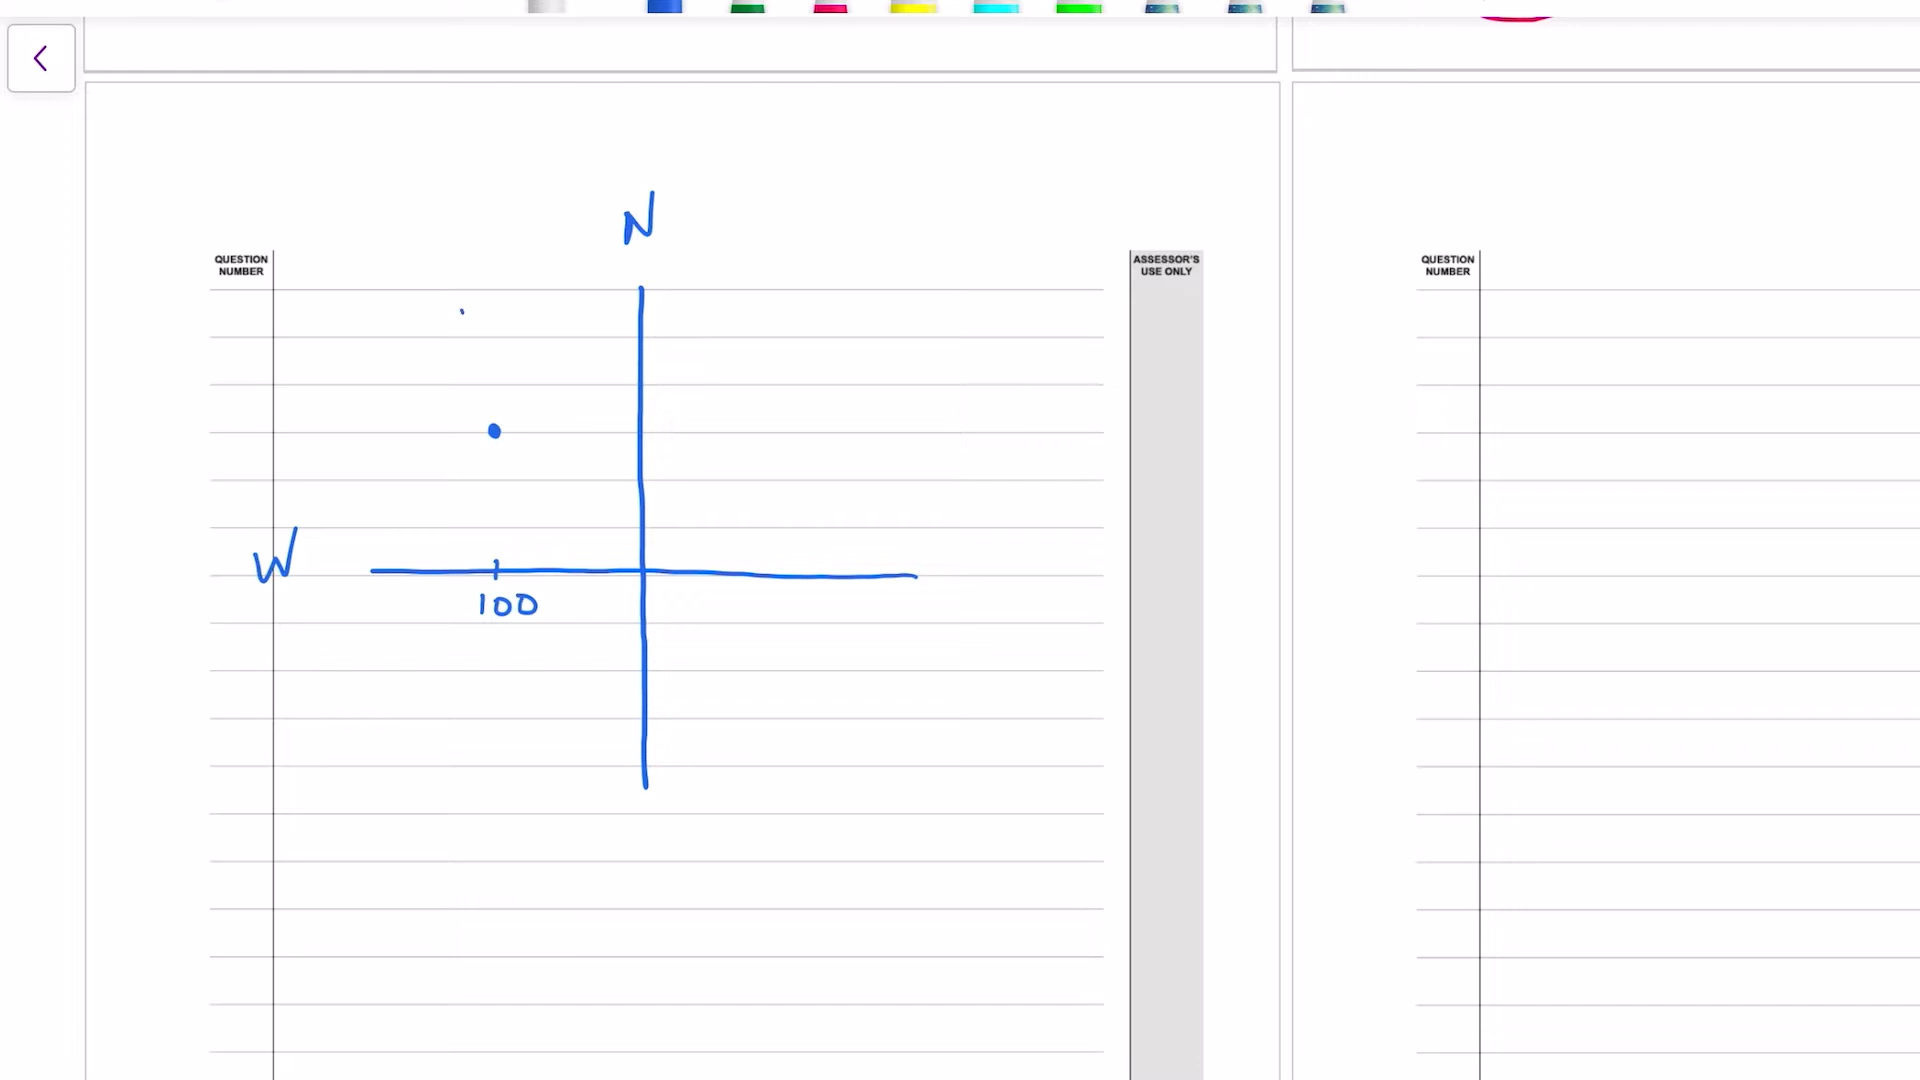 N
QUESTION
NUMBER
ASSESSOR'S
USE ONLY
QUESTION
NUMBER
W
100